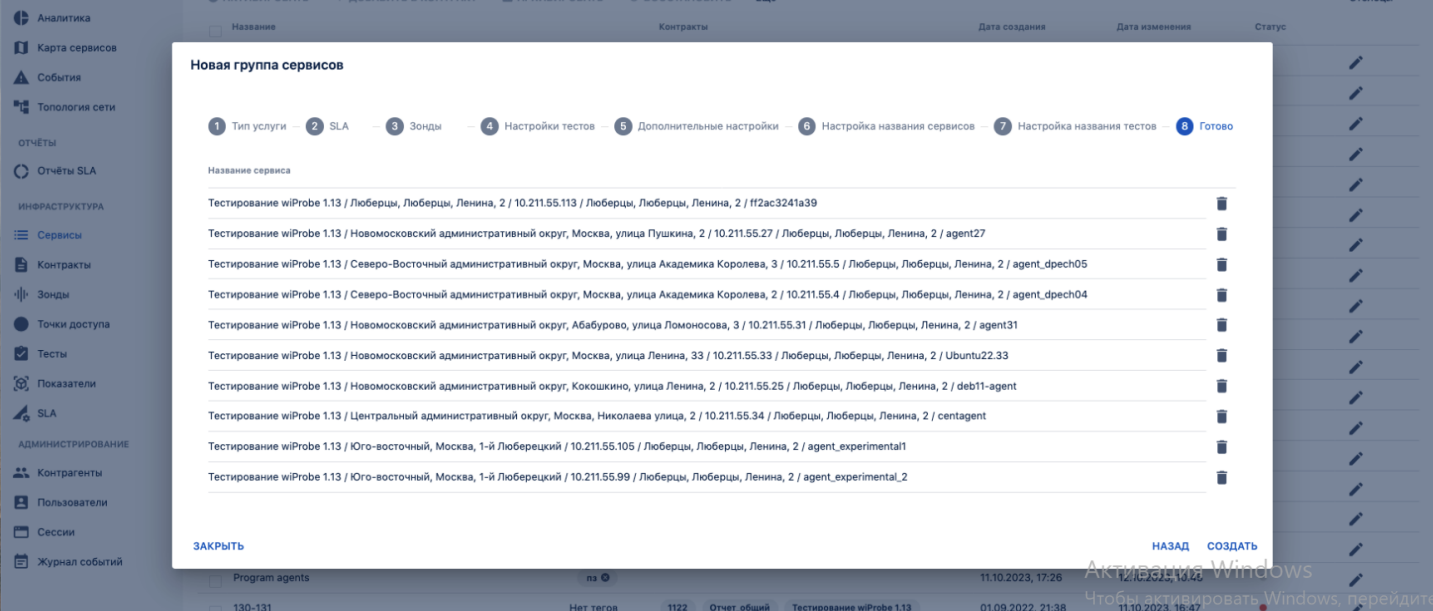 Аналитика
Карта сервисов
События
Топология сети
ОТЧЁТЫ
Отчёты SLA
ИНФРАСТРУКТУРА
Сервисы
Контракты
Зонды
Точки доступа
Тесты
Показатели
SLA
АДМИНИСТРИРОВАНИЕ
Контрагенты
Пользователи
Сессии
Журнал событий
Название Контракты Дата создания Дата изменения Статус
Новая группа сервисов
1 Тип услуги 2 SLA 3 Зонды 4 Настройки тестов 5 Дополнительные настройки 6 Настройка названия сервисов 7 Настройка названия тестов 8 Готово
Название сервиса
Тестирование wiProbe 1.13 / Люберцы, Люберцы, Ленина, 2 / 10.211.55.113 / Люберцы, Люберцы, Ленина, 2 / ff2ac3241a39
Тестирование wiProbe 1.13 / Новомосковский административный округ, Москва, улица Пушкина, 2 / 10.211.55.27 / Люберцы, Люберцы, Ленина, 2 / agent27
Тестирование wiProbe 1.13 / Северо-Восточный административный округ, Москва, улица Академика Королева, 3 / 10.211.55.5 / Люберцы, Люберцы, Ленина, 2 / agent_dpech05
Тестирование wiProbe 1.13 / Северо-Восточный административный округ, Москва, улица Академика Королева, 2 / 10.211.55.4 / Люберцы, Люберцы, Ленина, 2 / agent_dpech04
Тестирование wiProbe 1.13 / Новомосковский административный округ, Абабурово, улица Ломоносова, 3 / 10.211.55.31 / Люберцы, Люберцы, Ленина, 2 / agent31
Тестирование wiProbe 1.13 / Новомосковский административный округ, Москва, улица Ленина, 33 / 10.211.55.33 / Люберцы, Люберцы, Ленина, 2 / Ubuntu22.33
Тестирование wiProbe 1.13 / Новомосковский административный округ, Кокошкино, улица Ленина, 2 / 10.211.55.25 / Люберцы, Люберцы, Ленина, 2 / deb11-agent
Тестирование wiProbe 1.13 / Центральный административный округ, Москва, Николаева улица, 2 / 10.211.55.34 / Люберцы, Люберцы, Ленина, 2 / centagent
Тестирование wiProbe 1.13 / Юго-восточный, Москва, 1-й Люберецкий / 10.211.55.105 / Люберцы, Люберцы, Ленина, 2 / agent_experimental1
Тестирование wiProbe 1.13 / Юго-восточный, Москва, 1-й Люберецкий / 10.211.55.99 / Люберцы, Люберцы, Ленина, 2 / agent_experimental_2
ЗАКРЫТЬ НАЗАД СОЗДАТЬ
Program agents пз 11.10.2023, 17:26 12.10.2023, 10:46
130-131 Нет тегов 1122 Отчет_общий Тестирование wiProbe 1.13 01.09.2022, 21:38 11.10.2023, 16:47
Активация Windows
Чтобы активировать Windows, перейдите